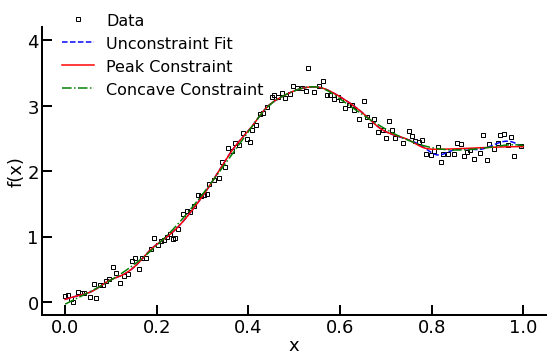 Data
Unconstraint Fit
Peak Constraint
Concave Constraint
4
3
2
1
0
f(x)
0.0 0.2 0.4 0.6 0.8 1.0
x